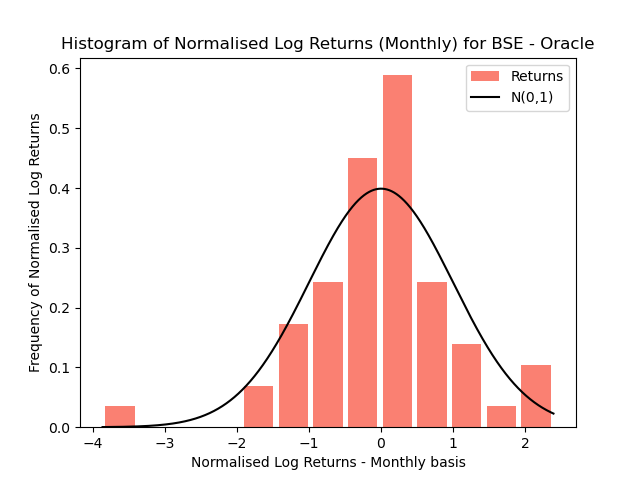 Histogram of Normalised Log Returns (Monthly) for BSE - Oracle
Returns
N(0,1)
Frequency of Normalised Log Returns
0.6
0.5
0.4
0.3
0.2
0.1
0.0
−4 −3 −2 −1 0 1 2
Normalised Log Returns - Monthly basis